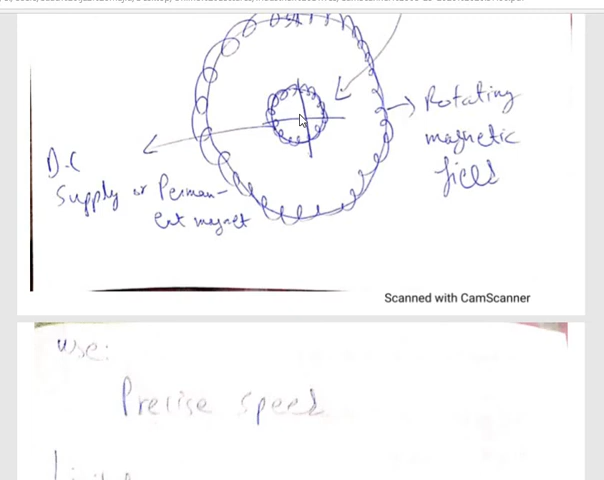 Rotating
magnetic
field
D.C
Supply or Perman-
ent magnet
Scanned with CamScanner
use:
Precise speed